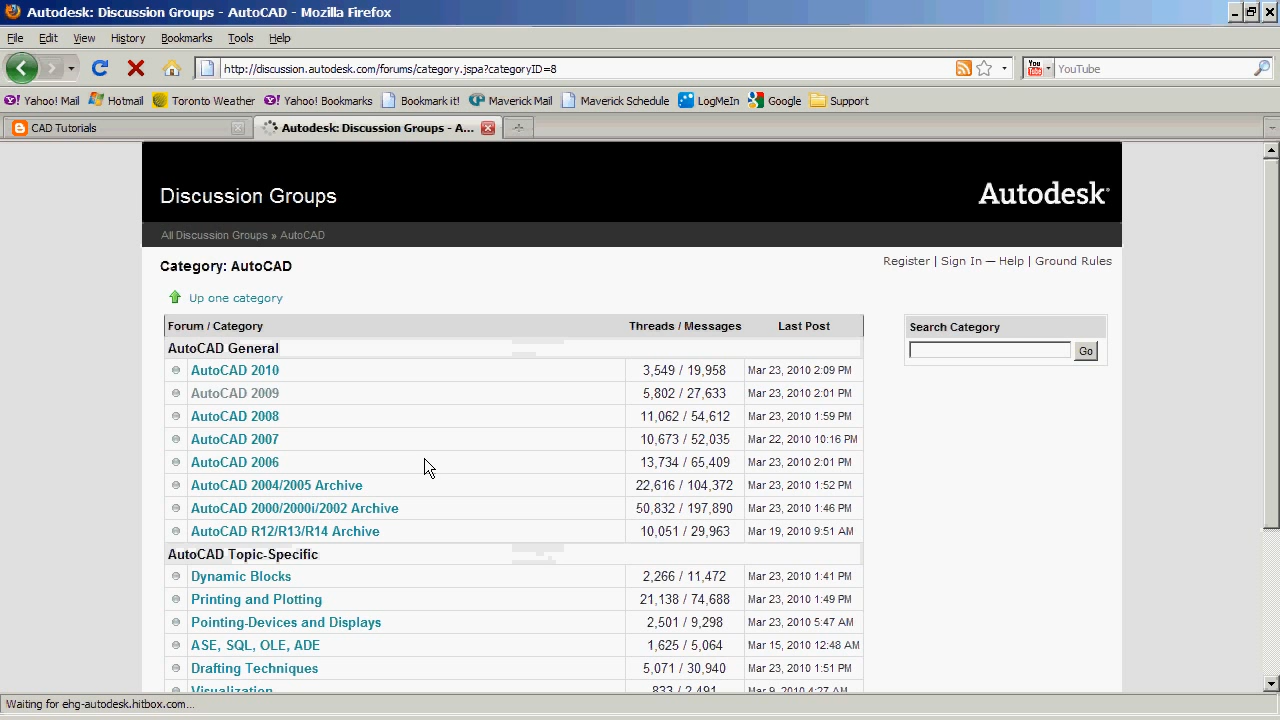 Autodesk: Discussion Groups - AutoCAD - Mozilla Firefox
File Edit View History Bookmarks Tools Help
http://discussion.autodesk.com/forums/category.jspa?categoryID=8
You Tube YouTube
Yahoo! Mail Hotmail Toronto Weather Yahoo! Bookmarks Bookmark it! Maverick Mail Maverick Schedule LogMeIn Google Support
CAD Tutorials
Autodesk: Discussion Groups - A...
Discussion Groups
Autodesk®
All Discussion Groups » AutoCAD
Category: AutoCAD
Register | Sign In — Help | Ground Rules
Up one category
Forum / Category Threads / Messages Last Post
Search Category
Go
AutoCAD General
AutoCAD 2010 3,549 / 19,958 Mar 23, 2010 2:09 PM
AutoCAD 2009 5,802 / 27,633 Mar 23, 2010 2:01 PM
AutoCAD 2008 11,062 / 54,612 Mar 23, 2010 1:59 PM
AutoCAD 2007 10,673 / 52,035 Mar 22, 2010 10:16 PM
AutoCAD 2006 13,734 / 65,409 Mar 23, 2010 2:01 PM
AutoCAD 2004/2005 Archive 22,616 / 104,372 Mar 23, 2010 1:52 PM
AutoCAD 2000/2000i/2002 Archive 50,832 / 197,890 Mar 23, 2010 1:46 PM
AutoCAD R12/R13/R14 Archive 10,051 / 29,963 Mar 19, 2010 9:51 AM
AutoCAD Topic-Specific
Dynamic Blocks 2,266 / 11,472 Mar 23, 2010 1:41 PM
Printing and Plotting 21,138 / 74,688 Mar 23, 2010 1:49 PM
Pointing-Devices and Displays 2,501 / 9,298 Mar 23, 2010 5:47 AM
ASE, SQL, OLE, ADE 1,625 / 5,064 Mar 15, 2010 12:48 AM
Drafting Techniques 5,071 / 30,940 Mar 23, 2010 1:51 PM
Visualization 833 / 2,491 Mar 9, 2010 4:27 AM
Waiting for ehg-autodesk.hitbox.com...